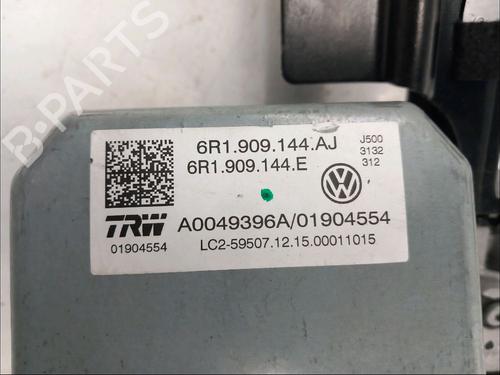 6R1.909.144.AJ
6R1.909.144.E
J500
3132
312
TRW
01904554
A0049396A/01904554
LC2-59507.12.15.00011015
B-PARTS